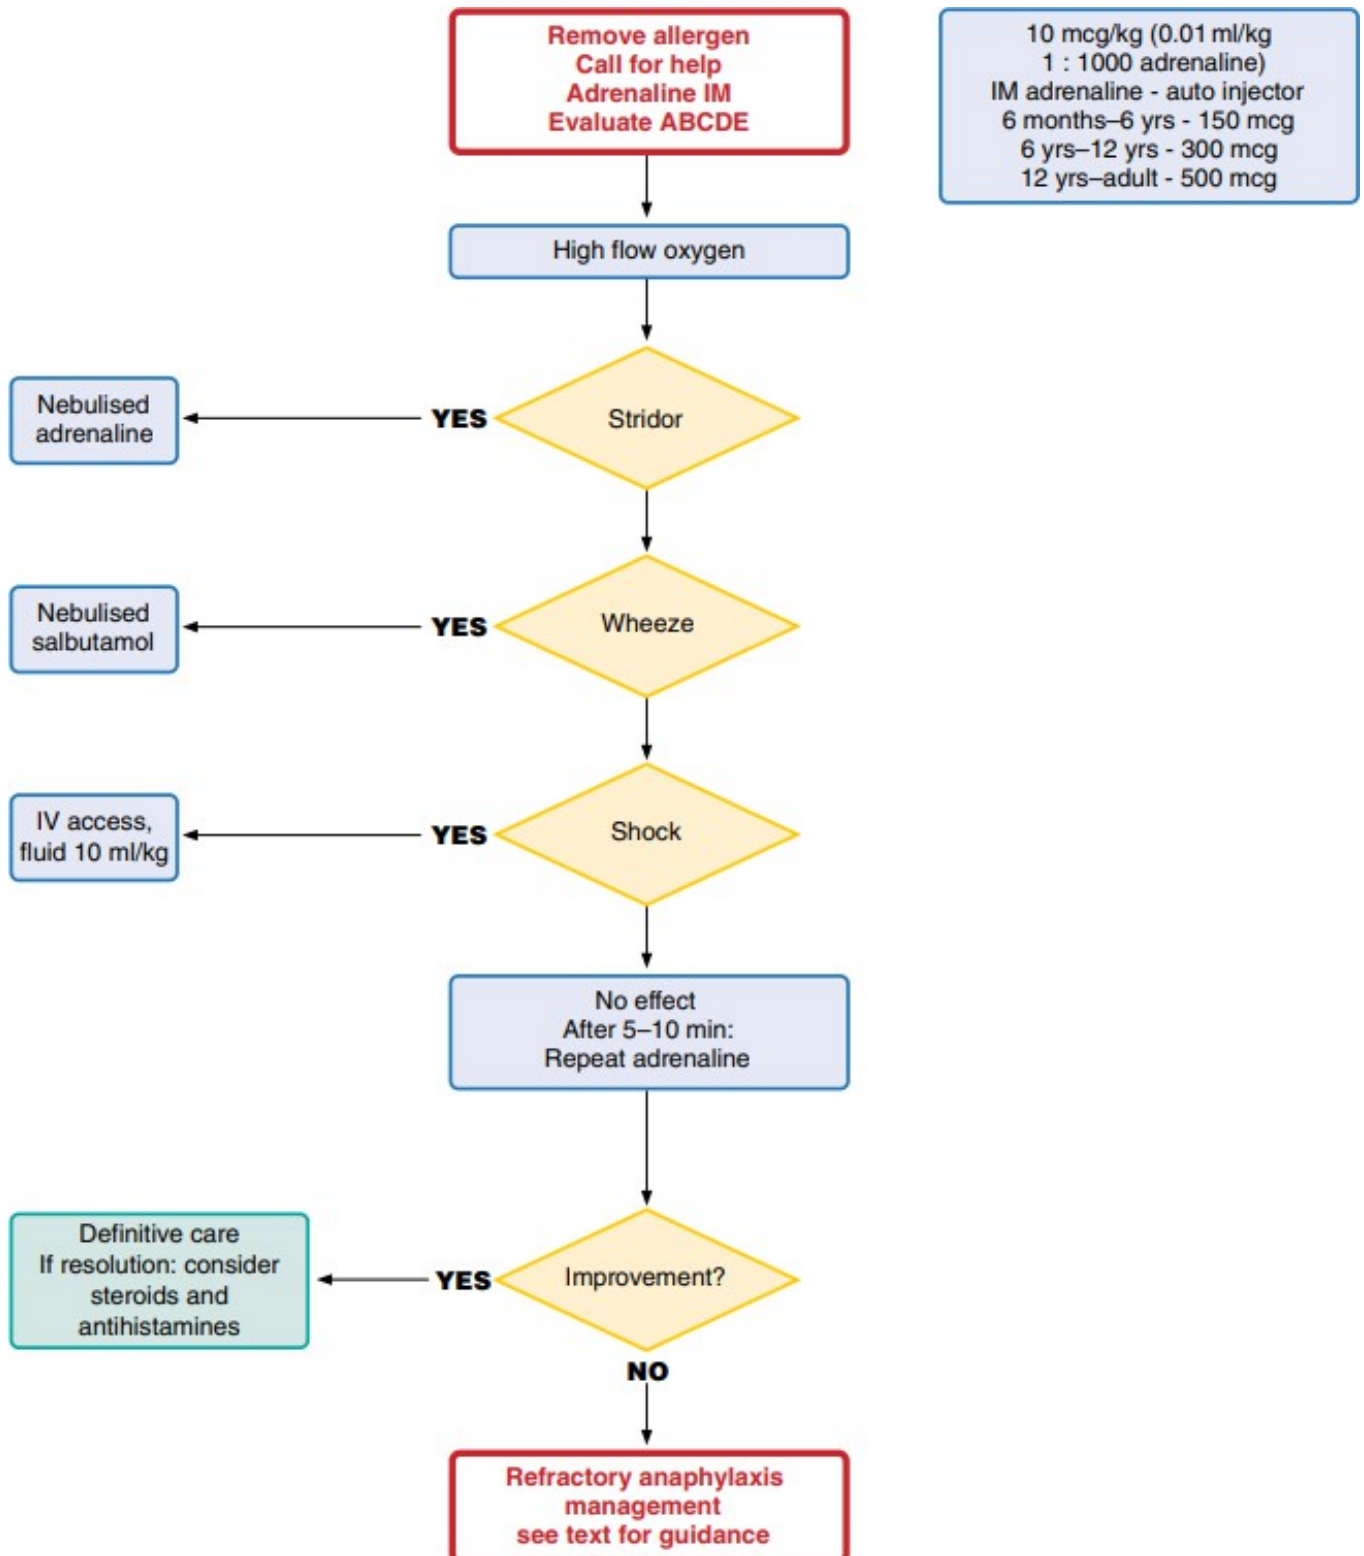 Remove allergen
Call for help
Adrenaline IM
Evaluate ABCDE
10 mcg/kg (0.01 ml/kg
1 : 1000 adrenaline)
IM adrenaline - auto injector
6 months–6 yrs - 150 mcg
6 yrs–12 yrs - 300 mcg
12 yrs–adult - 500 mcg
High flow oxygen
Stridor
YES
Nebulised
adrenaline
Wheeze
YES
Nebulised
salbutamol
Shock
YES
IV access,
fluid 10 ml/kg
No effect
After 5–10 min:
Repeat adrenaline
Improvement?
YES
Definitive care
If resolution: consider
steroids and
antihistamines
NO
Refractory anaphylaxis
management
see text for guidance